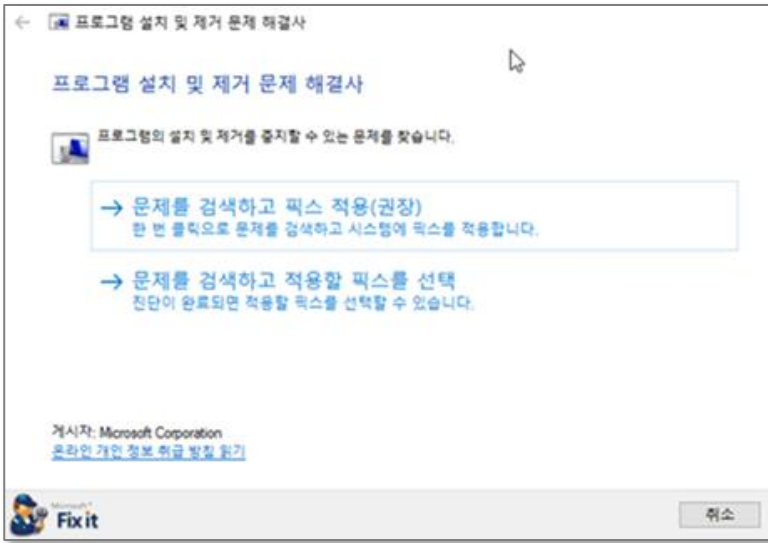 프로그램 설치 및 제거 문제 해결사
프로그램 설치 및 제거 문제 해결사
프로그램의 설치 및 제거를 중지할 수 있는 문제를 찾습니다.
→ 문제를 검색하고 픽스 적용(권장)
한 번 클릭으로 문제를 검색하고 시스템에 픽스를 적용합니다.
→ 문제를 검색하고 적용할 픽스를 선택
진단이 완료되면 적용할 픽스를 선택할 수 있습니다.
게시자: Microsoft Corporation
온라인 개인 정보 취급 방침 읽기
Microsoft
Fix it
취소